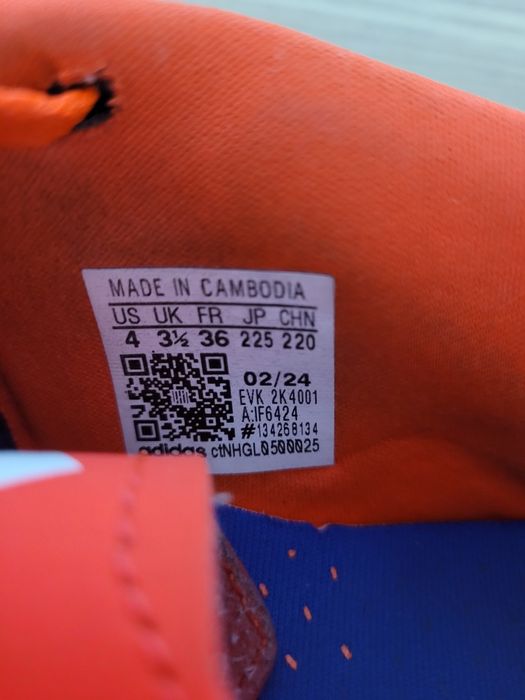 MADE IN CAMBODIA
US UK FR JP CHN
4 3½ 36 225 220
02/24
EVK 2K4001
A:IF6424
#134268134
adidas ctNHGL0500025